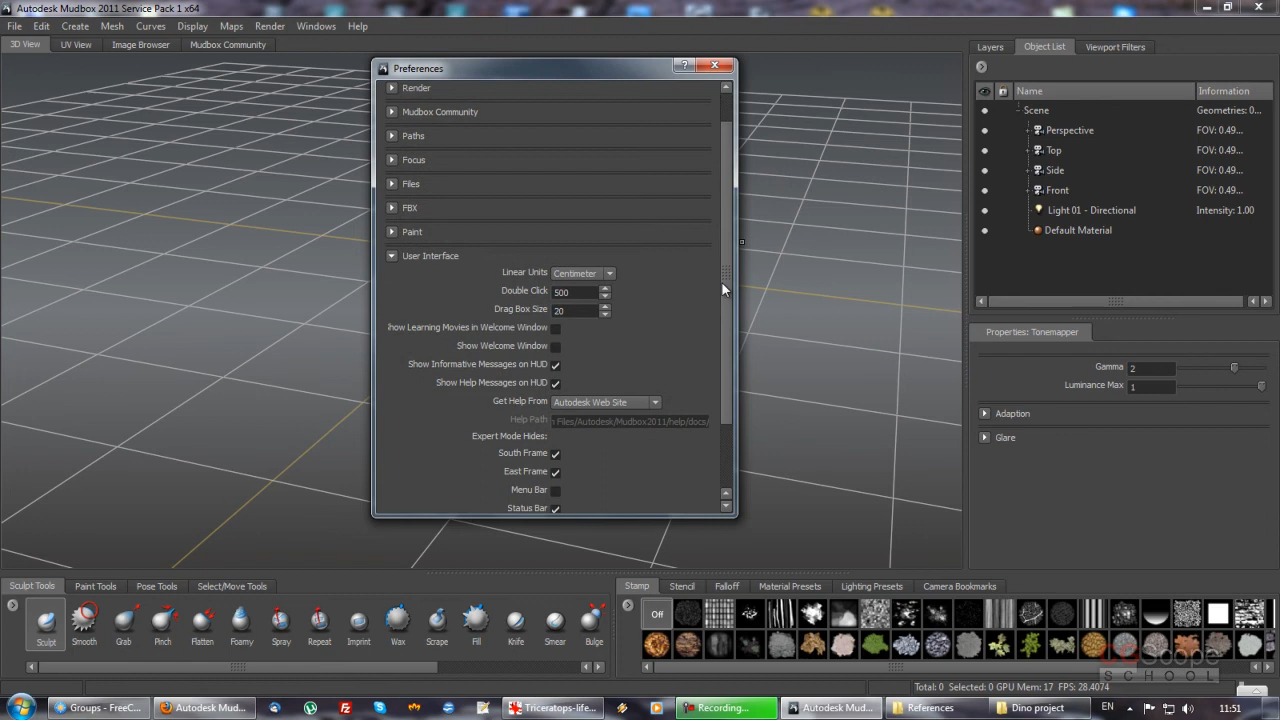 Autodesk Mudbox 2011 Service Pack 1 x64
File Edit Create Mesh Curves Display Maps Render Windows Help
3D View UV View Image Browser Mudbox Community
Layers Object List Viewport Filters
Name Information
Scene Geometries: 0...
Perspective FOV: 0.49...
Top FOV: 0.49...
Side FOV: 0.49...
Front FOV: 0.49...
Light 01 - Directional Intensity: 1.00
Default Material
Properties: Tonemapper
Gamma 2
Luminance Max 1
Adaption
Glare
Preferences
Render
Mudbox Community
Paths
Focus
Files
FBX
Paint
User Interface
Linear Units Centimeter
Double Click 500
Drag Box Size 20
how Learning Movies in Welcome Window
Show Welcome Window
Show Informative Messages on HUD
Show Help Messages on HUD
Get Help From Autodesk Web Site
Help Path Files/Autodesk/Mudbox2011/help/docs/
Expert Mode Hides:
South Frame
East Frame
Menu Bar
Status Bar
Sculpt Tools Paint Tools Pose Tools Select/Move Tools
Sculpt Smooth Grab Pinch Flatten Foamy Spray Repeat Imprint Wax Scrape Fill Knife Smear Bulge
Stamp Stencil Falloff Material Presets Lighting Presets Camera Bookmarks
Off
CGScope
SCHOOL
Total: 0 Selected: 0 GPU Mem: 17 FPS: 28.4074
Groups - FreeC... Autodesk Mud... Triceratops-life... Recording... Autodesk Mud... References Dino project EN 11:51